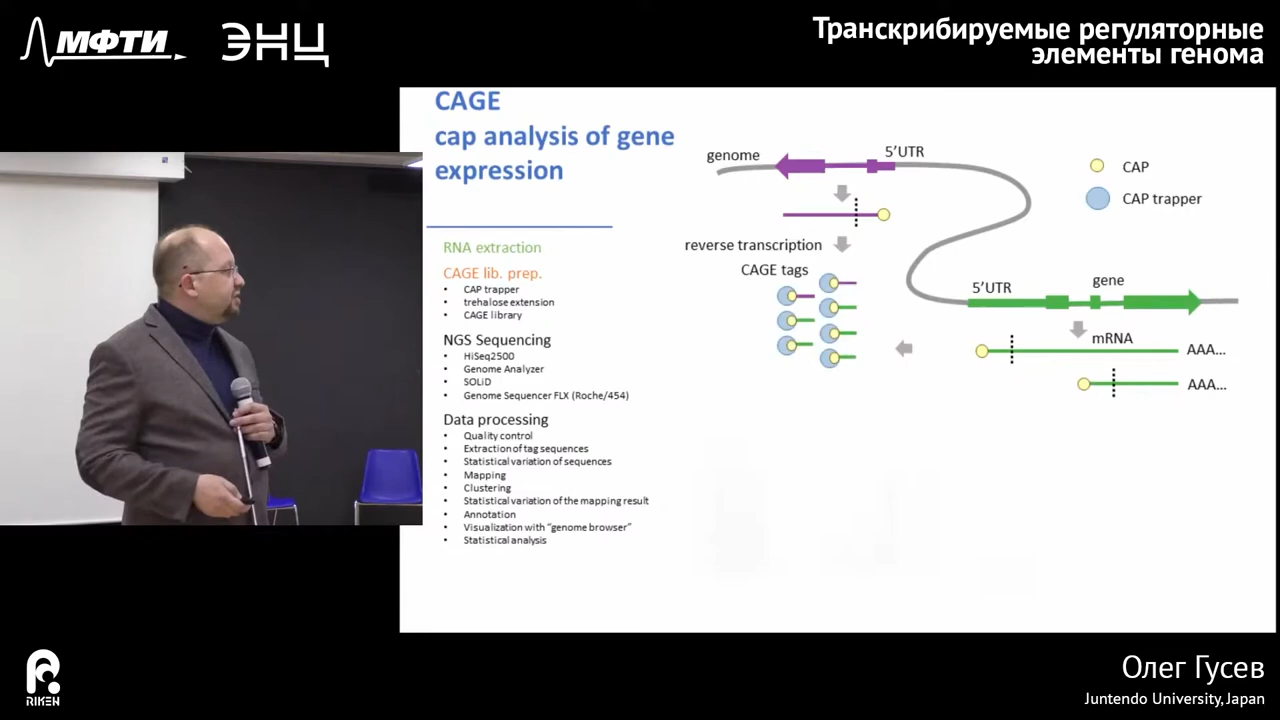 МФТИ
ЭНЦ
Транскрибируемые регуляторные
элементы генома
CAGE
cap analysis of gene
expression
RNA extraction
CAGE lib. prep.
• CAP trapper
• trehalose extension
• CAGE library
NGS Sequencing
• HiSeq2500
• Genome Analyzer
• SOLiD
• Genome Sequencer FLX (Roche/454)
Data processing
• Quality control
• Extraction of tag sequences
• Statistical variation of sequences
• Mapping
• Clustering
• Statistical variation of the mapping result
• Annotation
• Visualization with “genome browser”
• Statistical analysis
genome
5’UTR
reverse transcription
CAGE tags
CAP
CAP trapper
5’UTR
gene
mRNA
AAA...
AAA...
RIKEN
Олег Гусев
Juntendo University, Japan